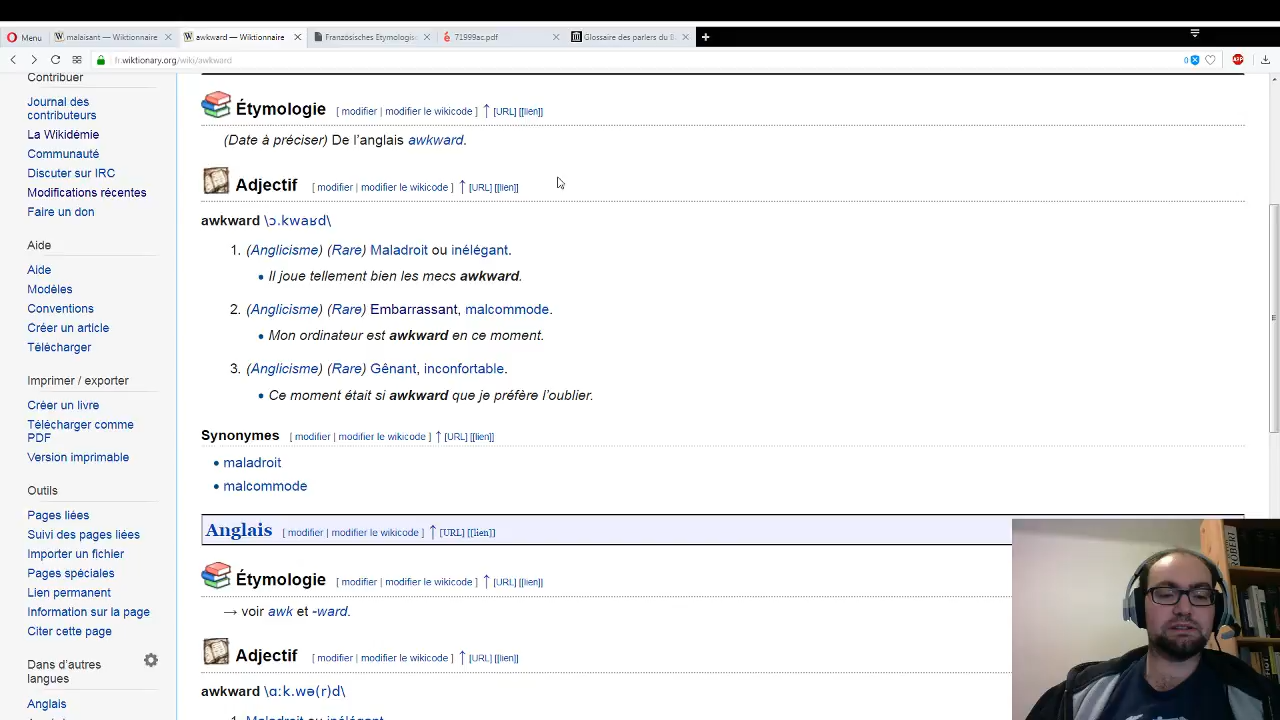 Menu
malaisant — Wiktionnaire
awkward — Wiktionnaire
Französisches Etymologis
71999ac.pdf
Glossaire des parlers du B
fr.wiktionary.org/wiki/awkward
0
ABP
Contribuer
Journal des
contributeurs
La Wikidémie
Communauté
Discuter sur IRC
Modifications récentes
Faire un don
Aide
Aide
Modèles
Conventions
Créer un article
Télécharger
Imprimer / exporter
Créer un livre
Télécharger comme
PDF
Version imprimable
Outils
Pages liées
Suivi des pages liées
Importer un fichier
Pages spéciales
Lien permanent
Information sur la page
Citer cette page
Dans d’autres
langues
Anglais
Étymologie [ modifier | modifier le wikicode ] ↑ [URL] [[lien]]
(Date à préciser) De l’anglais awkward.
Adjectif [ modifier | modifier le wikicode ] ↑ [URL] [[lien]]
awkward \ɔ.kwaʁd\
1. (Anglicisme) (Rare) Maladroit ou inélégant.
• Il joue tellement bien les mecs awkward.
2. (Anglicisme) (Rare) Embarrassant, malcommode.
• Mon ordinateur est awkward en ce moment.
3. (Anglicisme) (Rare) Gênant, inconfortable.
• Ce moment était si awkward que je préfère l’oublier.
Synonymes [ modifier | modifier le wikicode ] ↑ [URL] [[lien]]
• maladroit
• malcommode
Anglais [ modifier | modifier le wikicode ] ↑ [URL] [[lien]]
Étymologie [ modifier | modifier le wikicode ] ↑ [URL] [[lien]]
→ voir awk et -ward.
Adjectif [ modifier | modifier le wikicode ] ↑ [URL] [[lien]]
awkward \ɑːk.wə(r)d\
1. Maladroit ou inélégant.
ROBERT